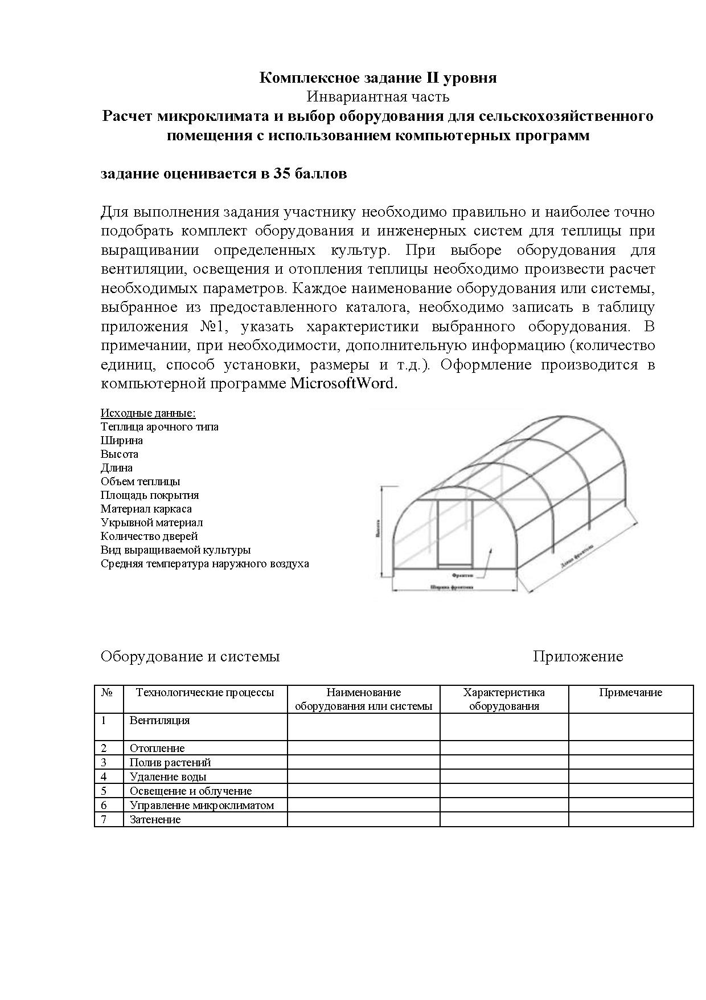 Комплексное задание II уровня
Инвариантная часть
Расчет микроклимата и выбор оборудования для сельскохозяйственного
помещения с использованием компьютерных программ
задание оценивается в 35 баллов
Для выполнения задания участнику необходимо правильно и наиболее точно
подобрать комплект оборудования и инженерных систем для теплицы при
выращивании определенных культур. При выборе оборудования для
вентиляции, освещения и отопления теплицы необходимо произвести расчет
необходимых параметров. Каждое наименование оборудования или системы,
выбранное из предоставленного каталога, необходимо записать в таблицу
приложения №1, указать характеристики выбранного оборудования. В
примечании, при необходимости, дополнительную информацию (количество
единиц, способ установки, размеры и т.д.). Оформление производится в
компьютерной программе MicrosoftWord.
Исходные данные:
Теплица арочного типа
Ширина
Высота
Длина
Объем теплицы
Площадь покрытия
Материал каркаса
Укрывной материал
Количество дверей
Вид выращиваемой культуры
Средняя температура наружного воздуха
Высота
Фронтон
Ширина фронтона
Длина фронтона
Оборудование и системы Приложение
№ Технологические процессы Наименование оборудования или системы Характеристика оборудования Примечание
1 Вентиляция
2 Отопление
3 Полив растений
4 Удаление воды
5 Освещение и облучение
6 Управление микроклиматом
7 Затенение